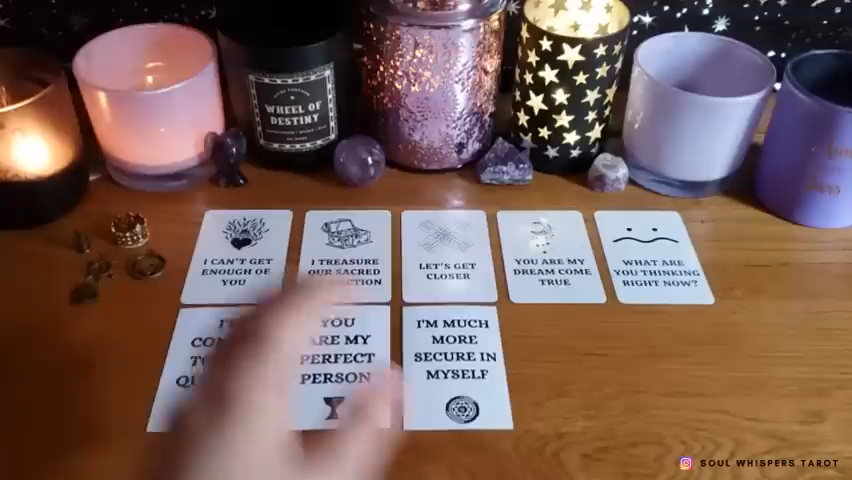 WHEEL OF
DESTINY
I CAN'T GET
ENOUGH OF
YOU
I TREASURE
OUR SACRED
LET'S GET
CLOSER
YOU ARE MY
DREAM COME
TRUE
WHAT ARE
YOU THINKING
RIGHT NOW?
YOU
ARE MY
PERFECT
PERSON
I'M MUCH
MORE
SECURE IN
MYSELF
SOUL WHISPERS TAROT